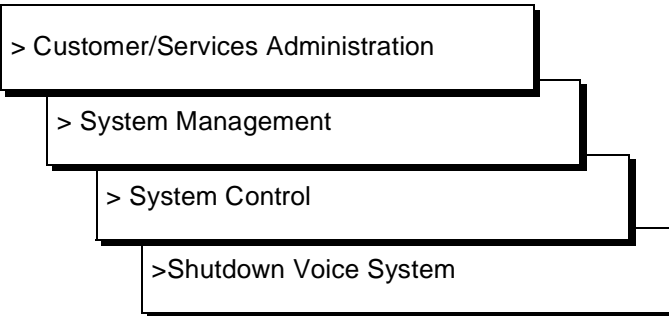 > Customer/Services Administration
> System Management
> System Control
>Shutdown Voice System